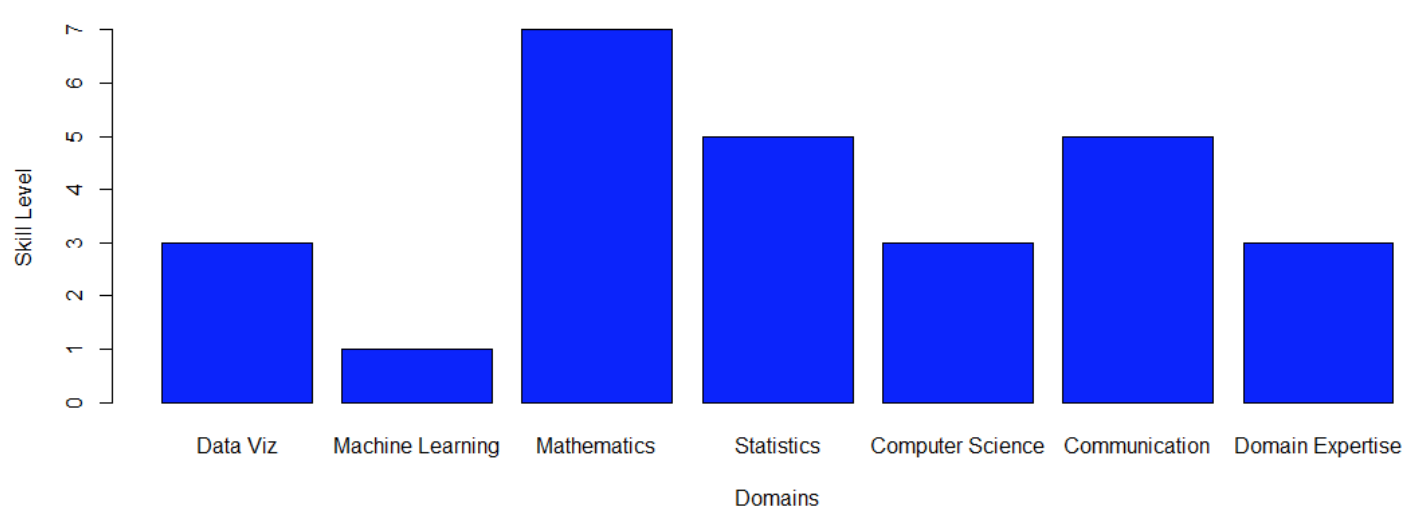 7
6
5
4
3
2
1
0
Skill Level
Data Viz Machine Learning Mathematics Statistics Computer Science Communication Domain Expertise
Domains